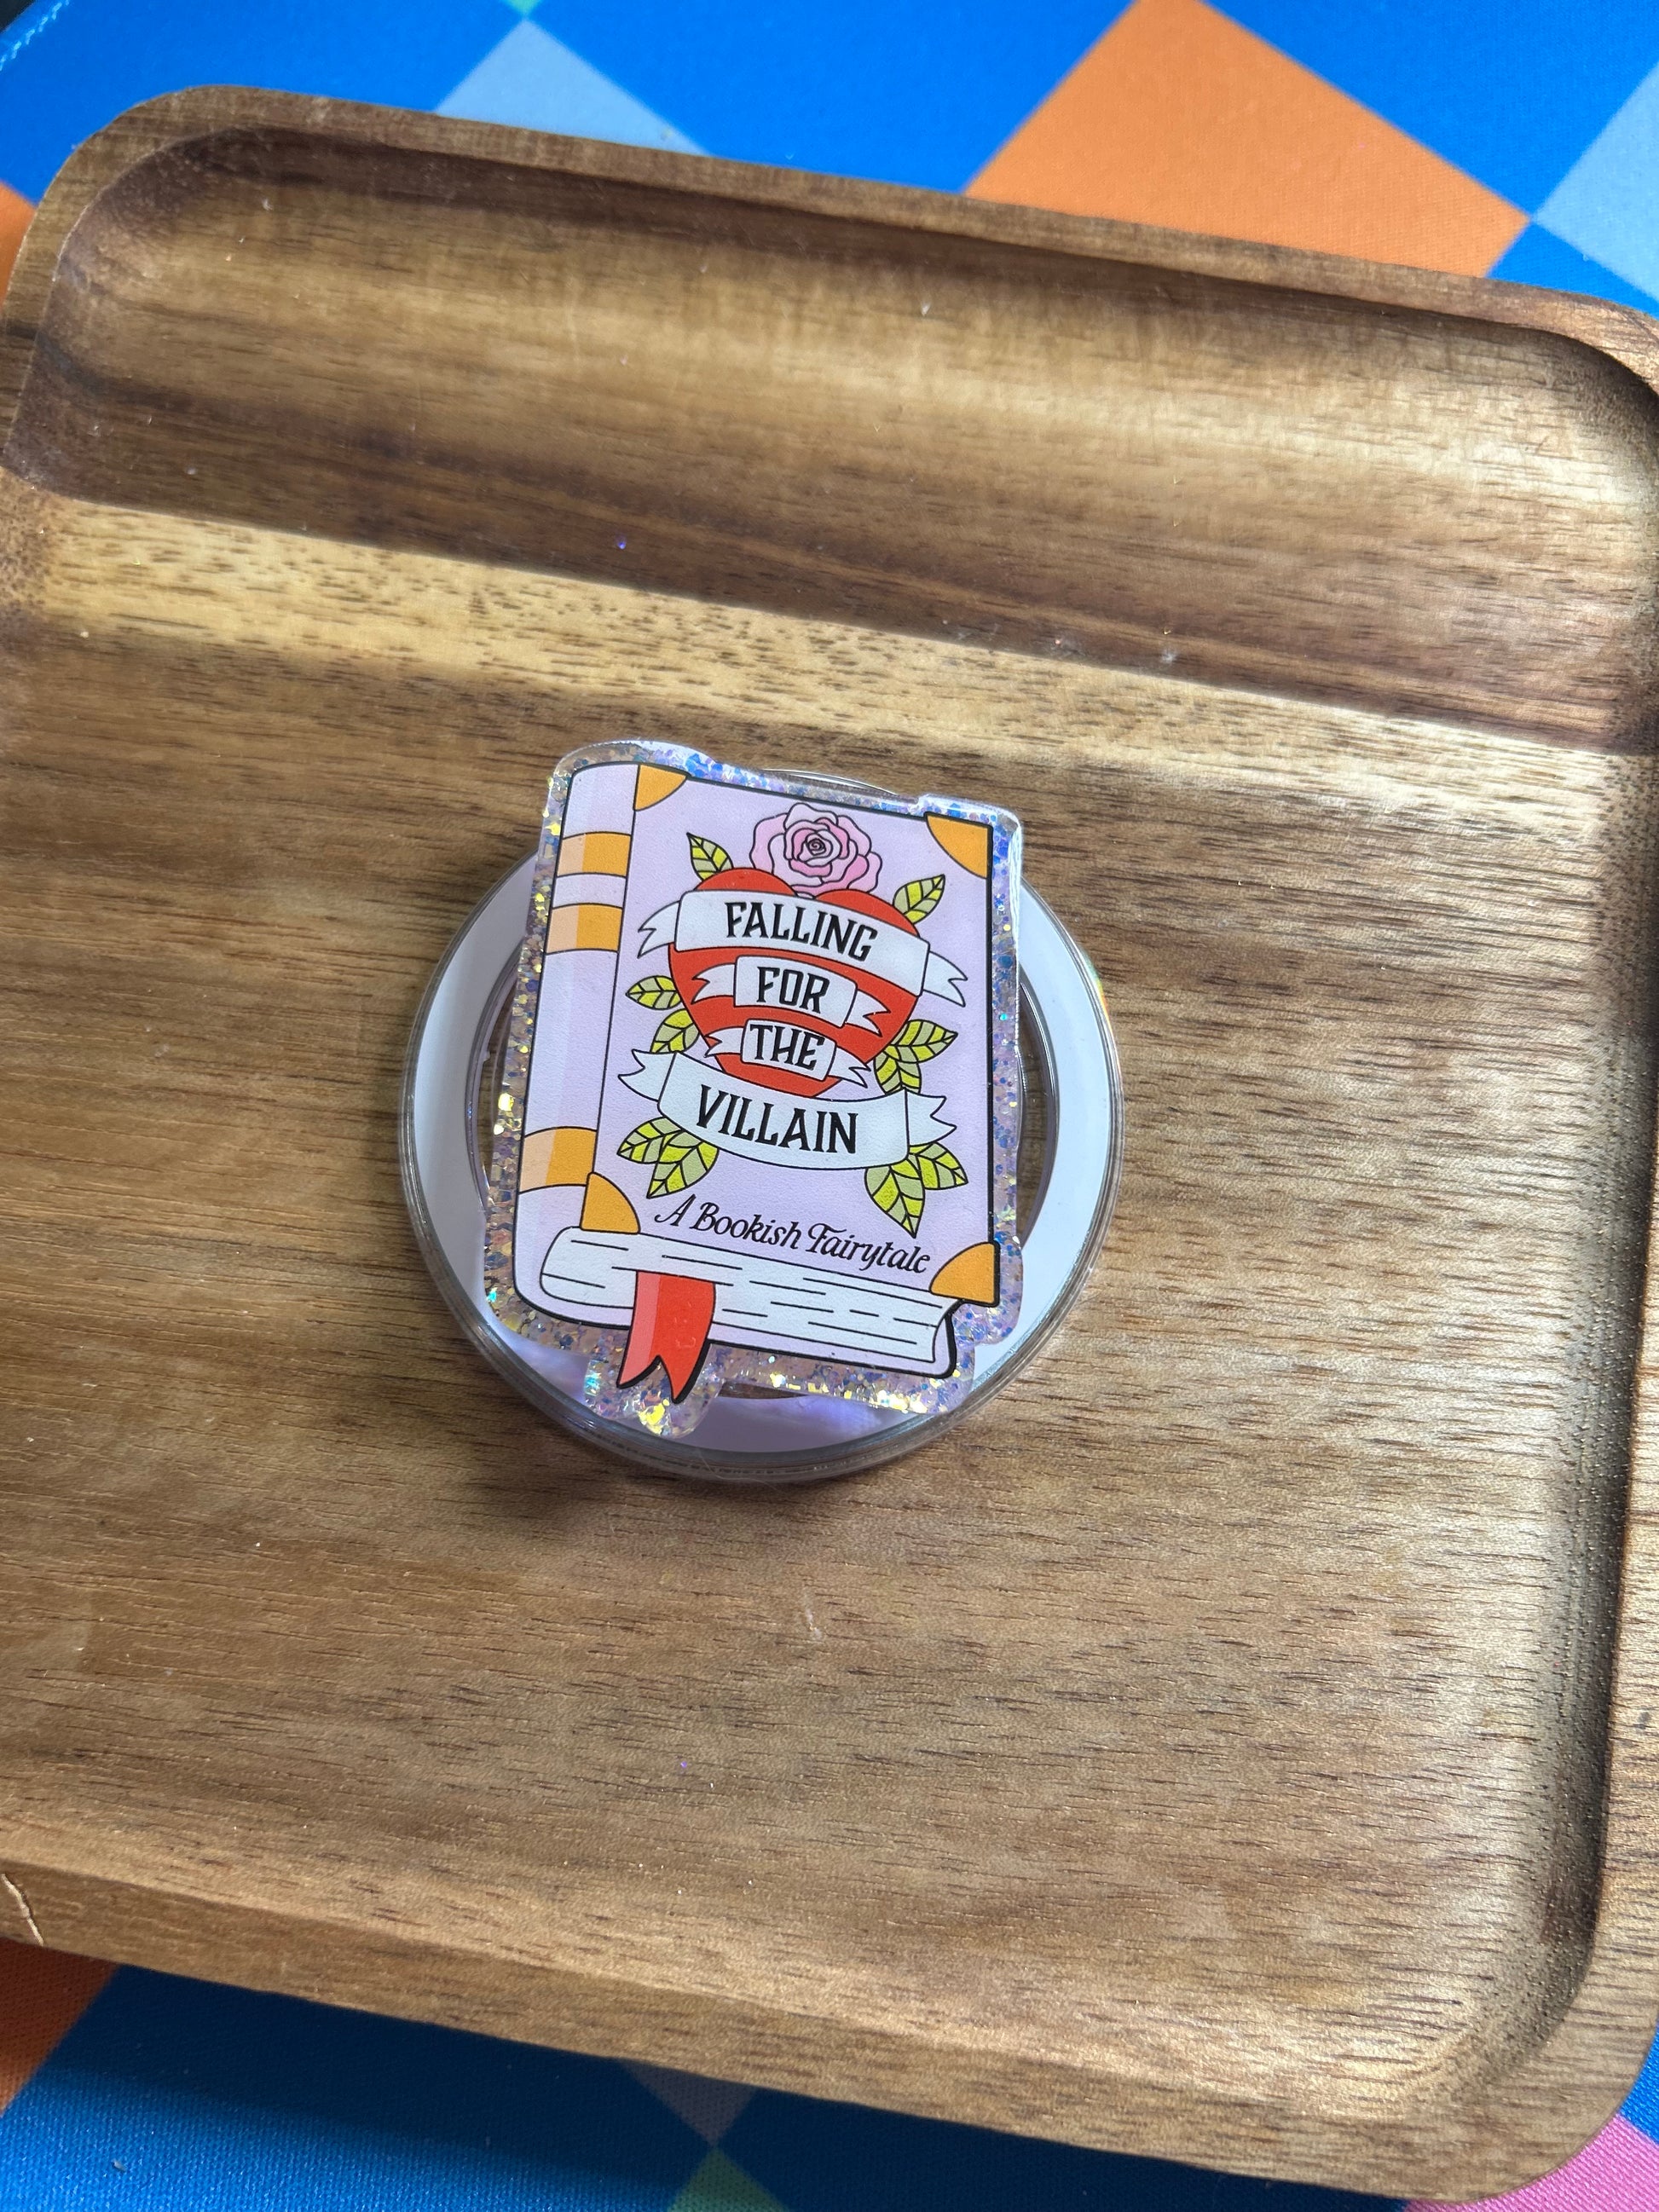 FALLING
FOR
THE
VILLAIN
A Bookish Fairytale